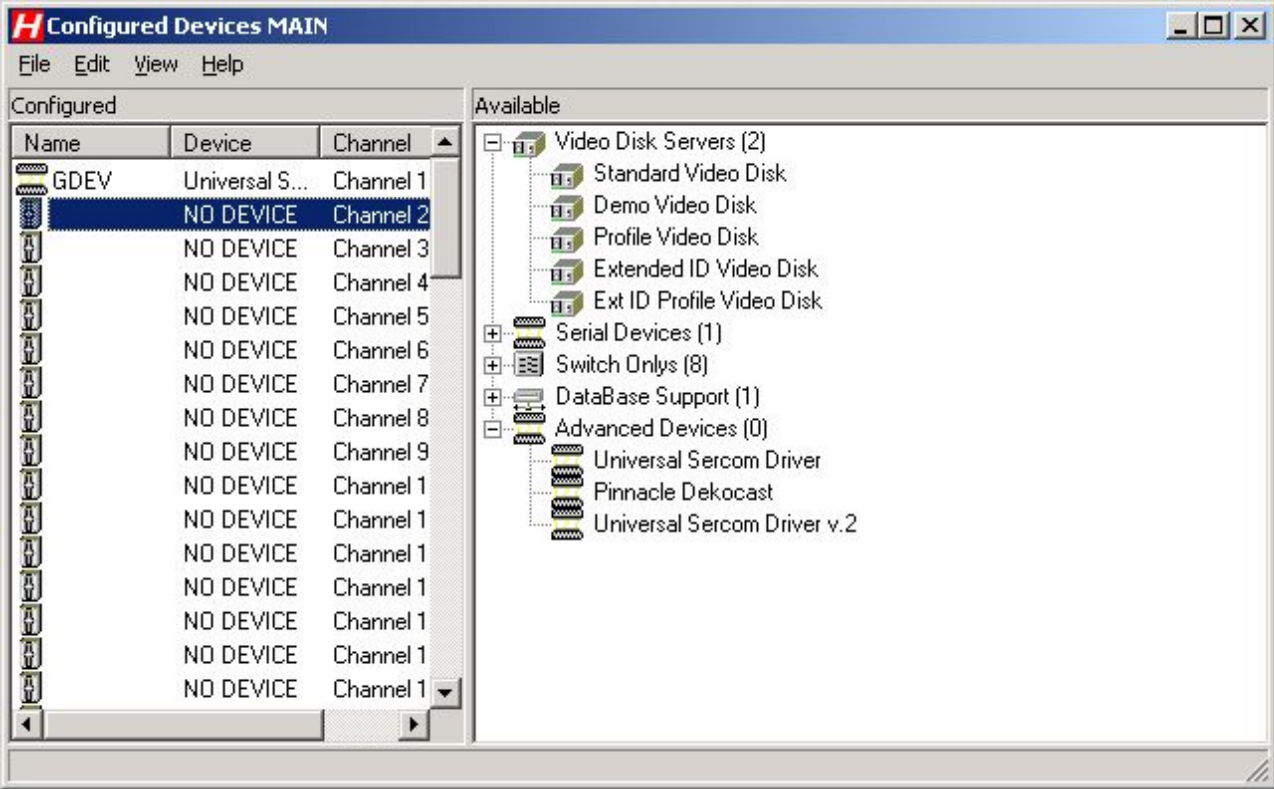 H Configured Devices MAIN
File Edit View Help
Configured
Name Device Channel
GDEV Universal S... Channel 1
NO DEVICE Channel 2
NO DEVICE Channel 3
NO DEVICE Channel 4
NO DEVICE Channel 5
NO DEVICE Channel 6
NO DEVICE Channel 7
NO DEVICE Channel 8
NO DEVICE Channel 9
NO DEVICE Channel 1
NO DEVICE Channel 1
NO DEVICE Channel 1
NO DEVICE Channel 1
NO DEVICE Channel 1
NO DEVICE Channel 1
NO DEVICE Channel 1
Available
Video Disk Servers (2)
Standard Video Disk
Demo Video Disk
Profile Video Disk
Extended ID Video Disk
Ext ID Profile Video Disk
Serial Devices (1)
Switch Onlys (8)
DataBase Support (1)
Advanced Devices (0)
Universal Sercom Driver
Pinnacle Dekocast
Universal Sercom Driver v.2